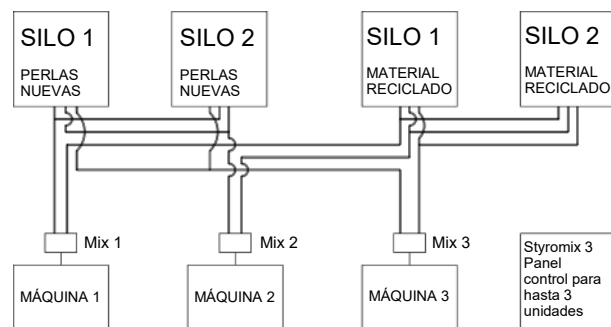 SILO 1
PERLAS
NUEVAS
SILO 2
PERLAS
NUEVAS
SILO 1
MATERIAL
RECICLADO
SILO 2
MATERIAL
RECICLADO
Mix 1
Mix 2
Mix 3
MÁQUINA 1
MÁQUINA 2
MÁQUINA 3
Styromix 3
Panel
control para
hasta 3
unidades